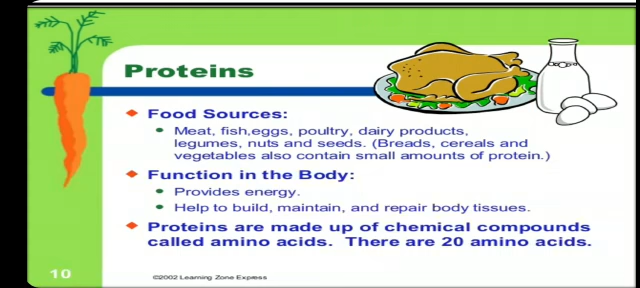 Proteins
Food Sources:
Meat, fish,eggs, poultry, dairy products,
legumes, nuts and seeds. (Breads, cereals and
vegetables also contain small amounts of protein.)
Function in the Body:
Provides energy.
Help to build, maintain, and repair body tissues.
Proteins are made up of chemical compounds
called amino acids. There are 20 amino acids.
10
©2002 Learning Zone Express